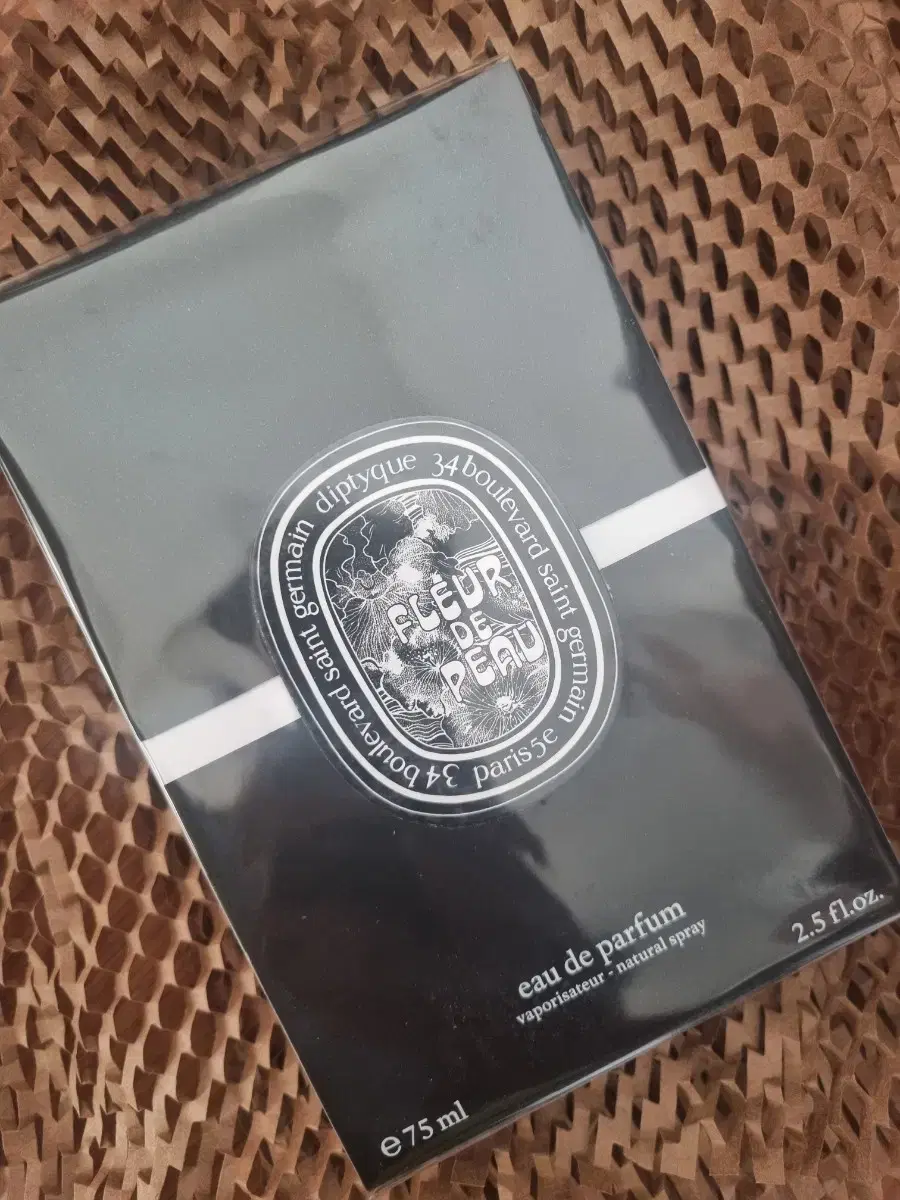 diptyque 34 boulevard saint germain paris 5e 34 boulevard saint germain
FLEUR
DE
PEAU
eau de parfum
vaporisateur - natural spray
2.5 fl.oz.
e 75 ml